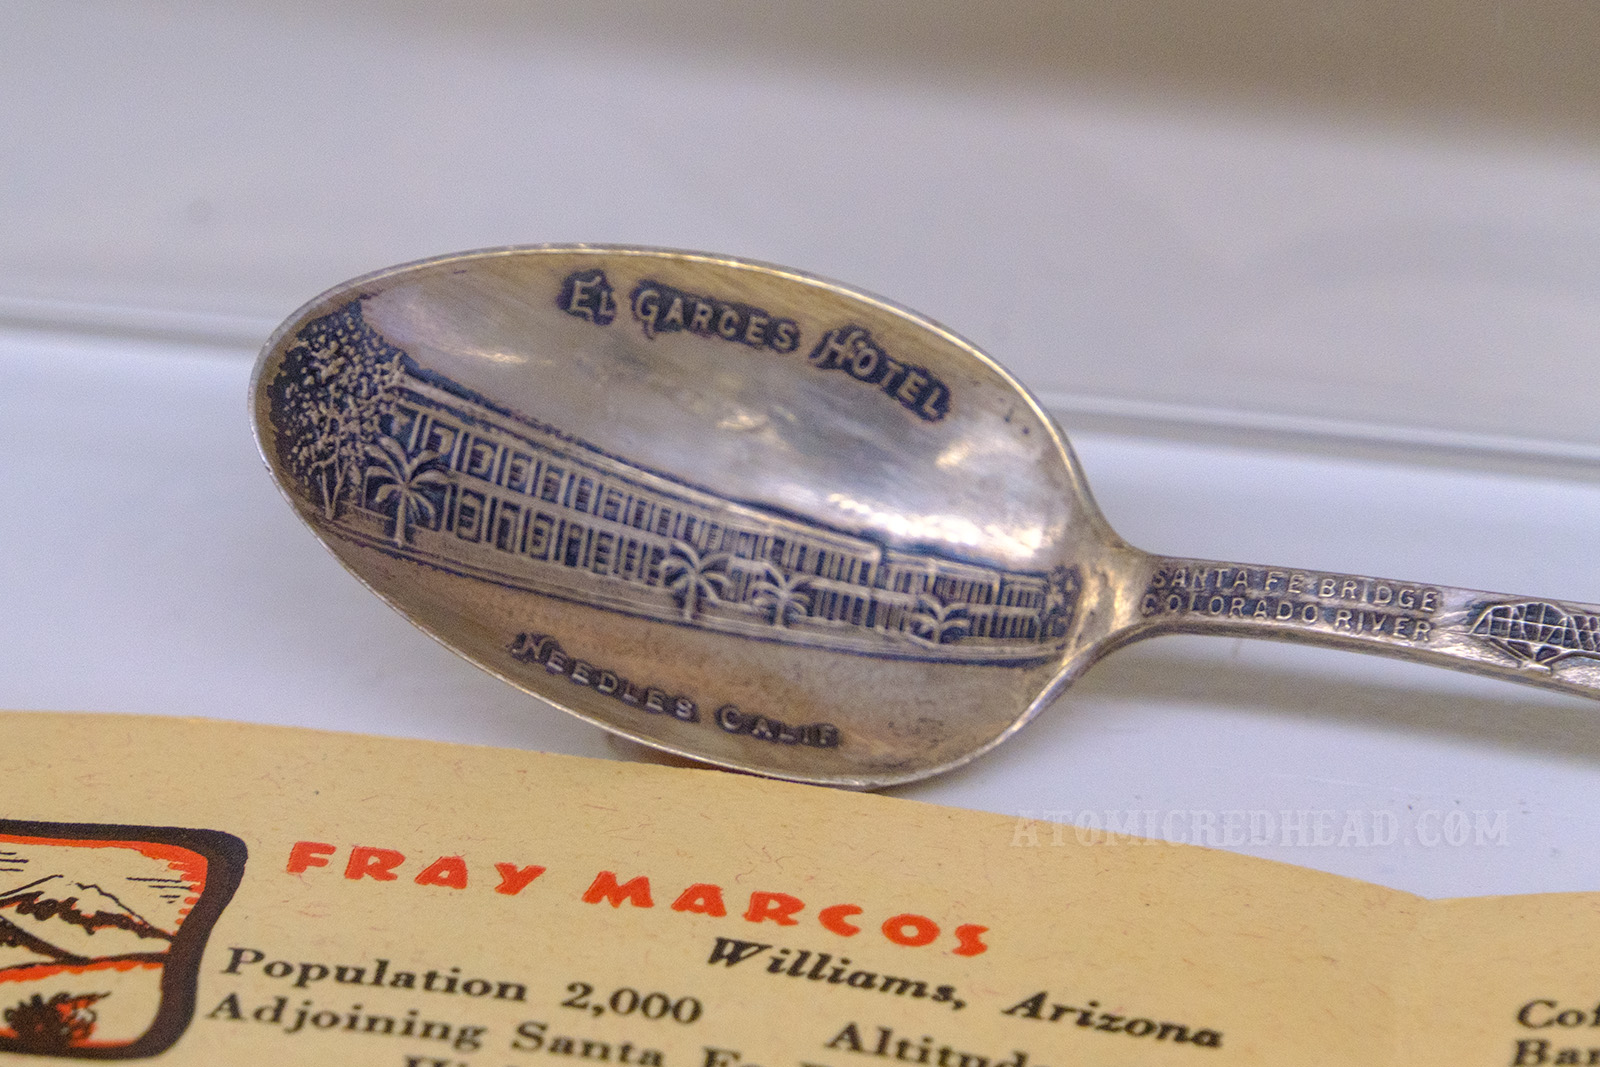 EL GARCES HOTEL
NEEDLES CALIF
SANTA FE BRIDGE
COLORADO RIVER
ATOMICREDHEAD.COM
FRAY MARCOS
Williams, Arizona
Population 2,000
Adjoining Santa Fe